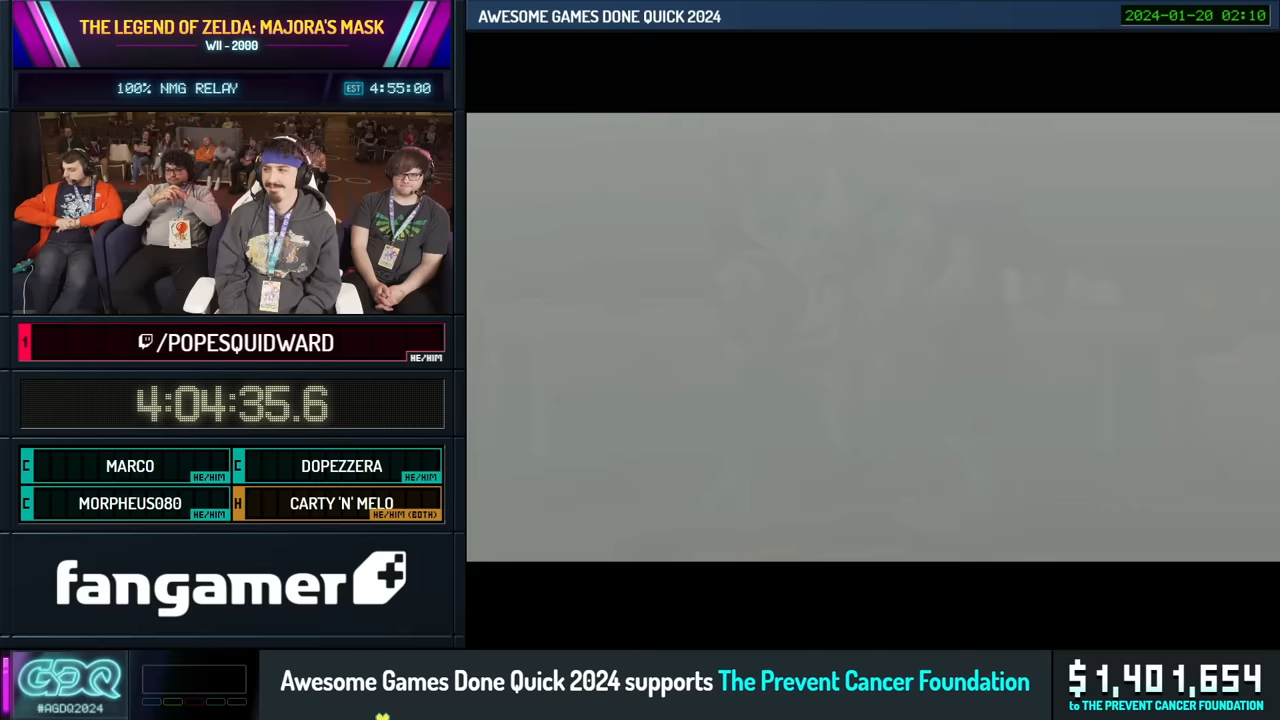 THE LEGEND OF ZELDA: MAJORA'S MASK
WII - 2000
100% NMG RELAY
EST 4:55:00
AWESOME GAMES DONE QUICK 2024
2024-01-20 02:10
1 /POPESQUIDWARD
HE/HIM
4:04:35.6
C MARCO HE/HIM
C DOPEZZERA HE/HIM
C MORPHEUS080 HE/HIM
H CARTY 'N' MELO HE/HIM (BOTH)
fangamer
GDQ
#AGDQ2024
Awesome Games Done Quick 2024 supports The Prevent Cancer Foundation
$1,401,654
to THE PREVENT CANCER FOUNDATION